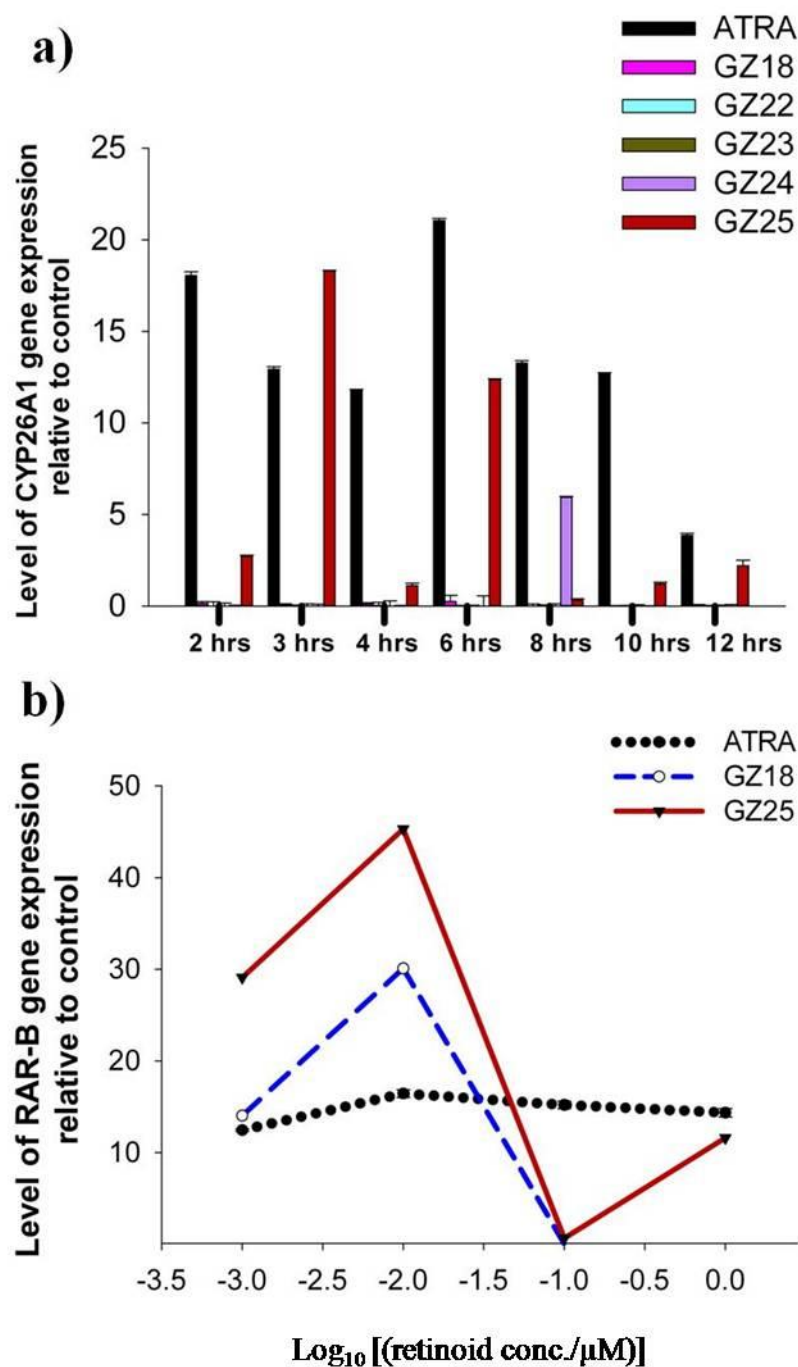 a)
ATRA
GZ18
GZ22
GZ23
GZ24
GZ25
Level of CYP26A1 gene expression
relative to control
25
20
15
10
5
0
2 hrs 3 hrs 4 hrs 6 hrs 8 hrs 10 hrs 12 hrs
b)
ATRA
GZ18
GZ25
Level of RAR-B gene expression
relative to control
50
40
30
20
10
-3.5 -3.0 -2.5 -2.0 -1.5 -1.0 -0.5 0.0
Log₁₀ [(retinoid conc./µM)]